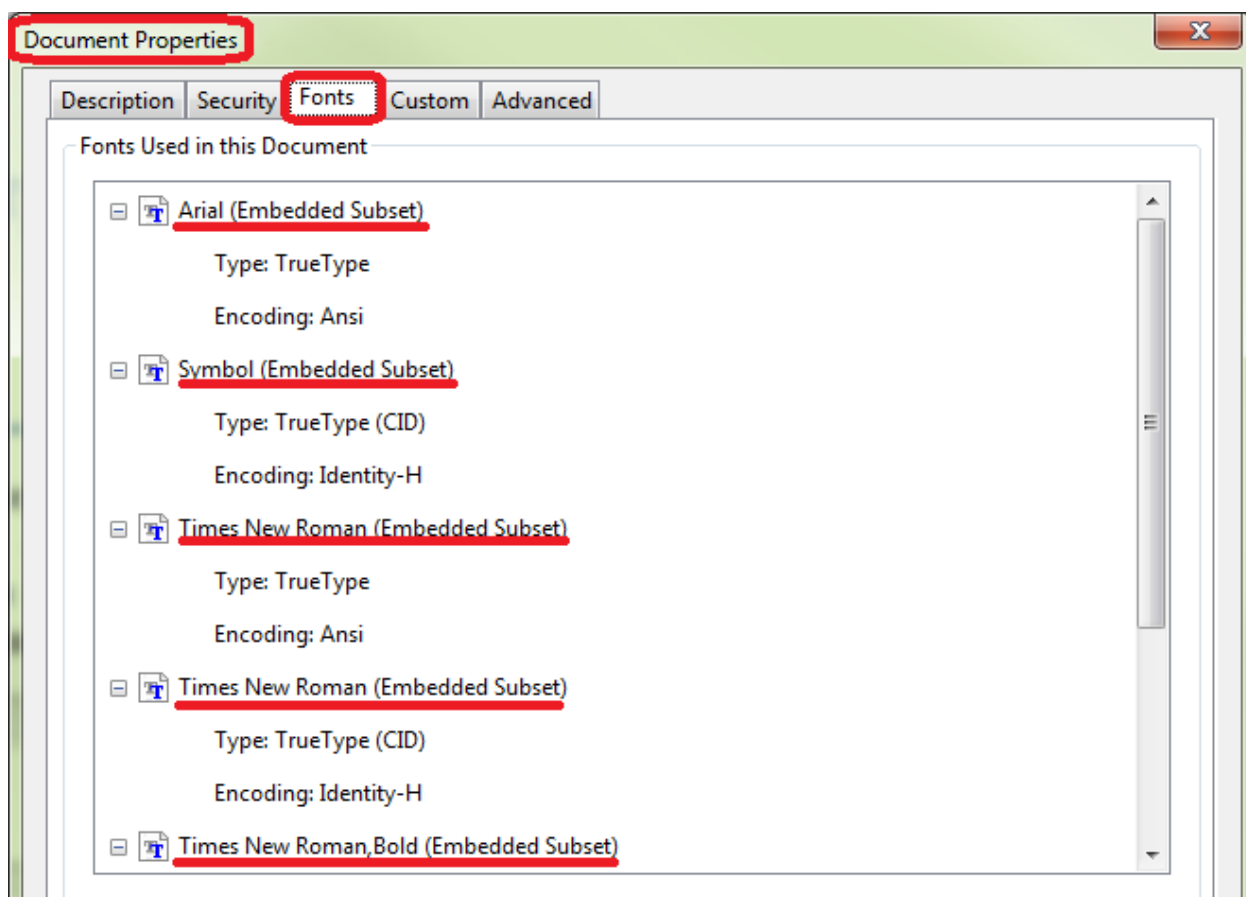 Document Properties
Description Security Fonts Custom Advanced
Fonts Used in this Document
Arial (Embedded Subset)
Type: TrueType
Encoding: Ansi
Symbol (Embedded Subset)
Type: TrueType (CID)
Encoding: Identity-H
Times New Roman (Embedded Subset)
Type: TrueType
Encoding: Ansi
Times New Roman (Embedded Subset)
Type: TrueType (CID)
Encoding: Identity-H
Times New Roman,Bold (Embedded Subset)